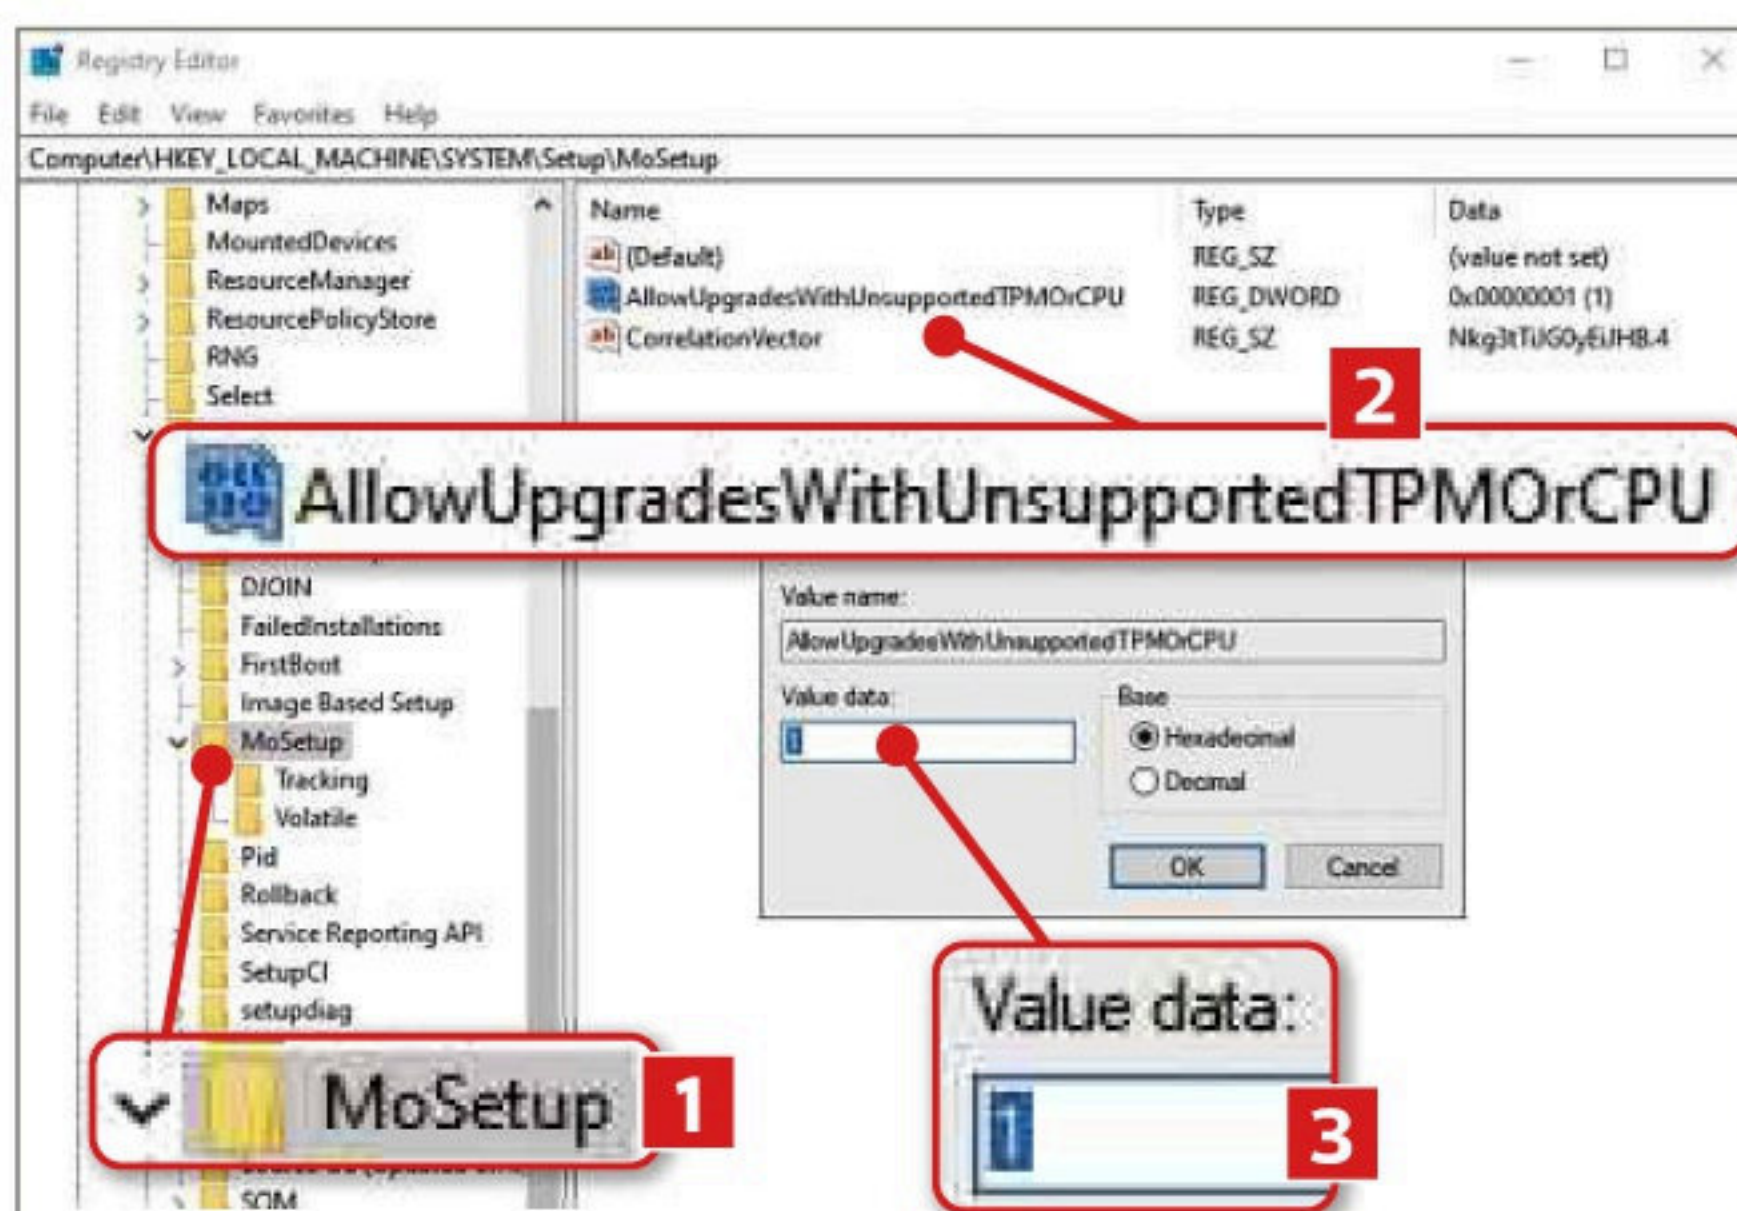 Registry Editor
File Edit View Favorites Help
Computer\HKEY_LOCAL_MACHINE\SYSTEM\Setup\MoSetup
Maps
MountedDevices
ResourceManager
ResourcePolicyStore
RNG
Select
Name Type Data
(Default) REG_SZ (value not set)
AllowUpgradesWithUnsupportedTPMOrCPU REG_DWORD 0x00000001 (1)
CorrelationVector REG_SZ
2
AllowUpgradesWithUnsupportedTPMOrCPU
DJOIN
FailedInstallations
FirstBoot
Image Based Setup
MoSetup
Tracking
Volatile
Pid
Rollback
Service Reporting API
SetupCl
setupdiag
Value name:
AllowUpgradesWithUnsupportedTPMOrCPU
Value data:
1
Base
Hexadecimal
Decimal
OK Cancel
MoSetup 1
Value data:
1
3
SQM